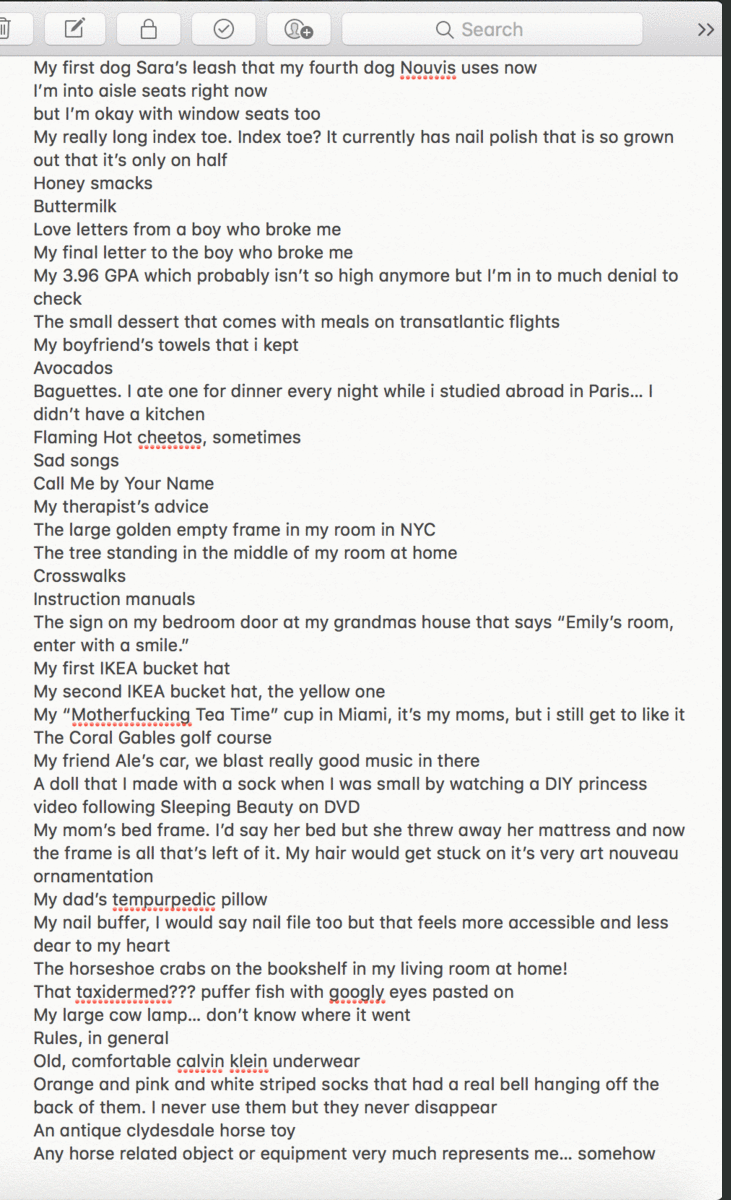 Search
My first dog Sara's leash that my fourth dog Nouvis uses now
I'm into aisle seats right now
but I'm okay with window seats too
My really long index toe. Index toe? It currently has nail polish that is so grown
out that it's only on half
Honey smacks
Buttermilk
Love letters from a boy who broke me
My final letter to the boy who broke me
My 3.96 GPA which probably isn't so high anymore but I'm in to much denial to
check
The small dessert that comes with meals on transatlantic flights
My boyfriend's towels that i kept
Avocados
Baguettes. I ate one for dinner every night while i studied abroad in Paris... I
didn't have a kitchen
Flaming Hot cheetos, sometimes
Sad songs
Call Me by Your Name
My therapist's advice
The large golden empty frame in my room in NYC
The tree standing in the middle of my room at home
Crosswalks
Instruction manuals
The sign on my bedroom door at my grandmas house that says “Emily's room,
enter with a smile.”
My first IKEA bucket hat
My second IKEA bucket hat, the yellow one
My “Motherfucking Tea Time” cup in Miami, it's my moms, but i still get to like it
The Coral Gables golf course
My friend Ale's car, we blast really good music in there
A doll that I made with a sock when I was small by watching a DIY princess
video following Sleeping Beauty on DVD
My mom's bed frame. I'd say her bed but she threw away her mattress and now
the frame is all that's left of it. My hair would get stuck on it's very art nouveau
ornamentation
My dad's tempurpedic pillow
My nail buffer, I would say nail file too but that feels more accessible and less
dear to my heart
The horseshoe crabs on the bookshelf in my living room at home!
That taxidermed??? puffer fish with googly eyes pasted on
My large cow lamp... don't know where it went
Rules, in general
Old, comfortable calvin klein underwear
Orange and pink and white striped socks that had a real bell hanging off the
back of them. I never use them but they never disappear
An antique clydesdale horse toy
Any horse related object or equipment very much represents me... somehow